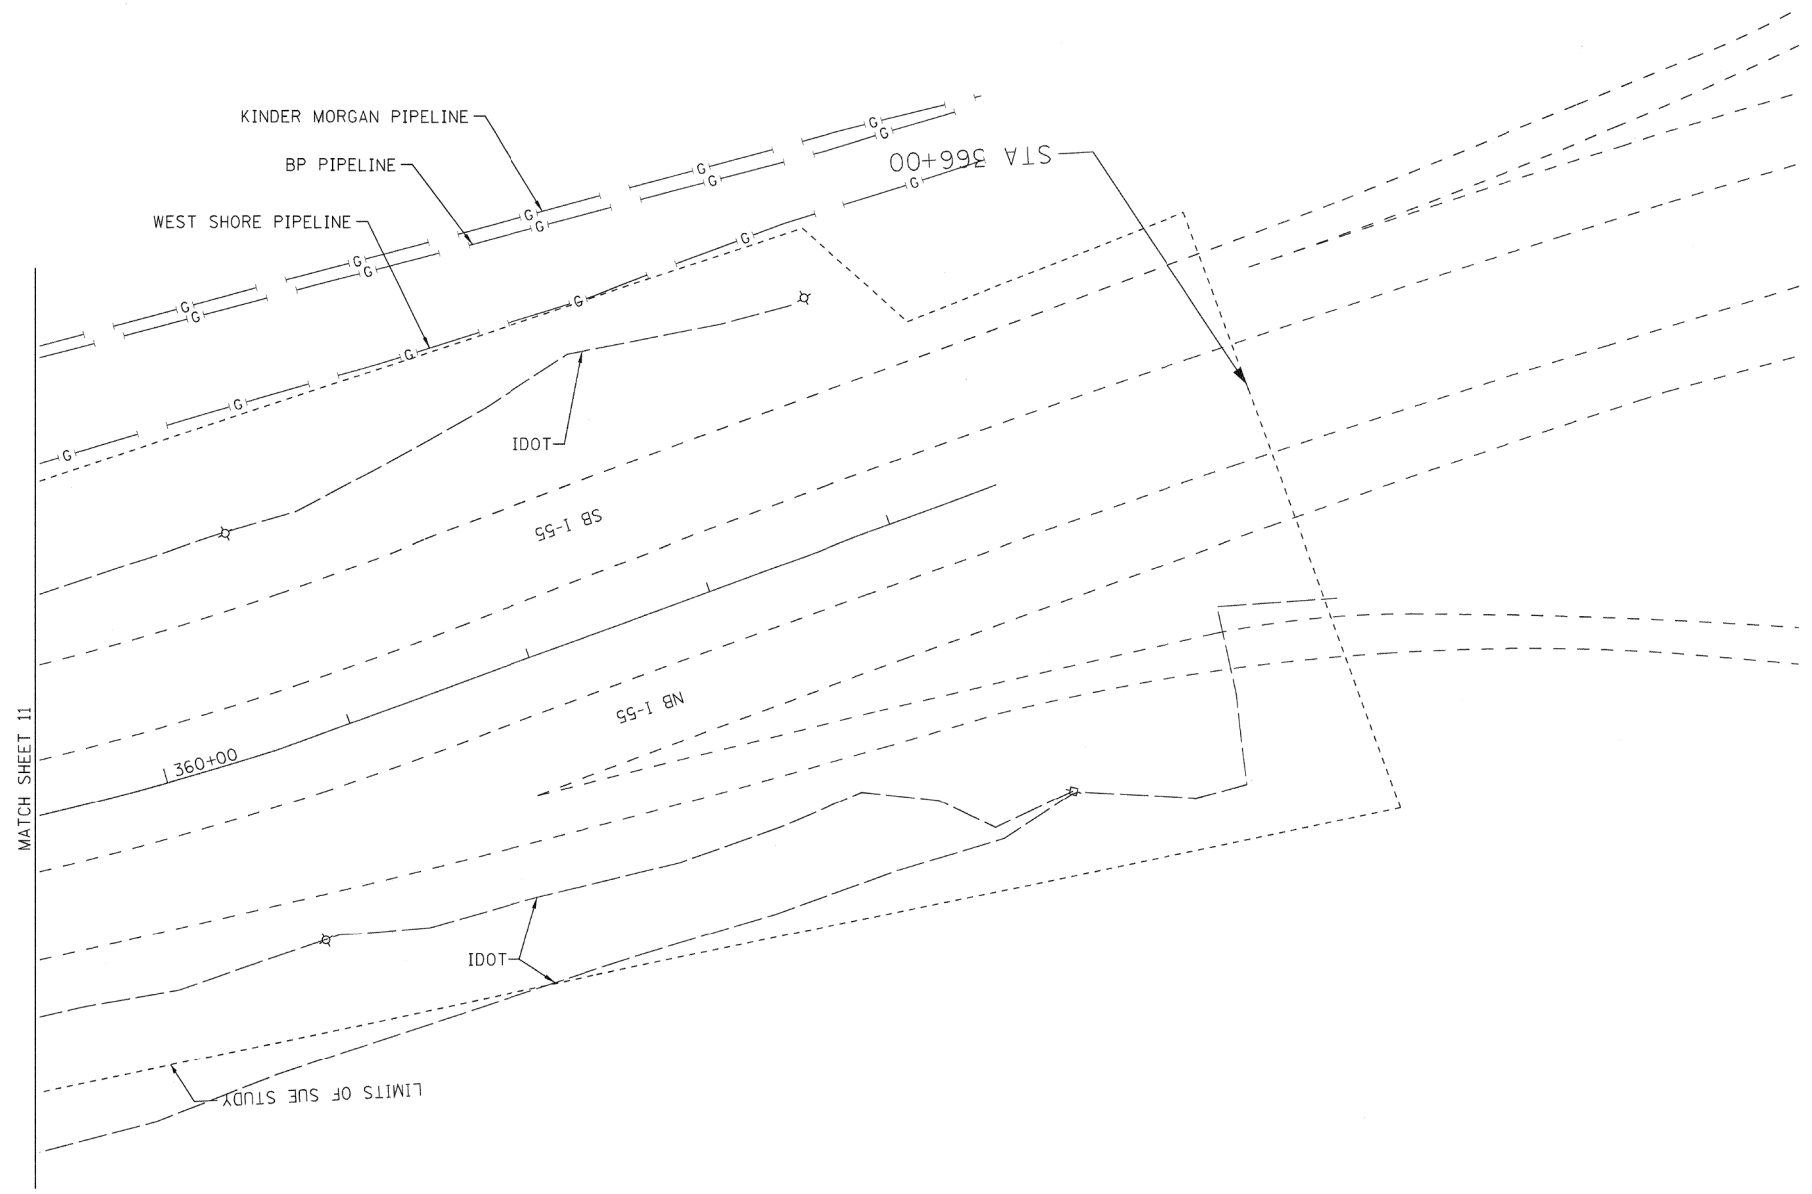 KINDER MORGAN PIPELINE
BP PIPELINE
STA 366+00
WEST SHORE PIPELINE
G G
G G
G G
G G
G G
G
G
G
G
G
G
IDOT
SB I-55
NB I-55
360+00
MATCH SHEET 11
IDOT
LIMITS OF SUE STUDY